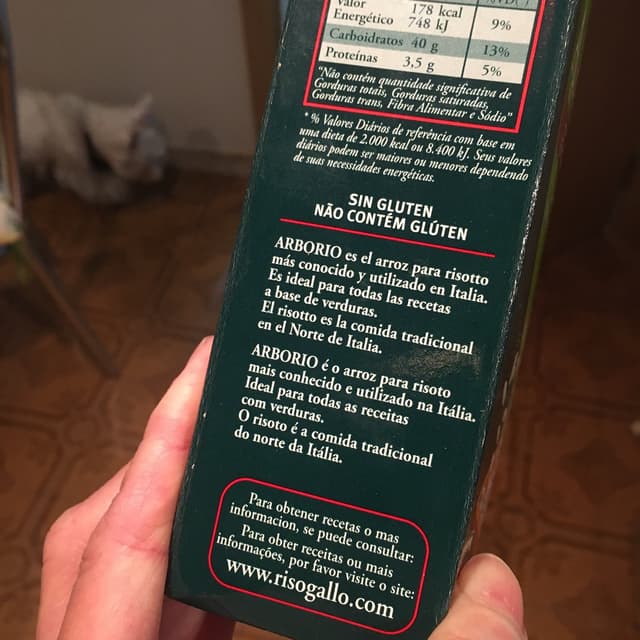 Valor
Energético
178 kcal
748 kJ
9%
Carboidratos 40 g
13%
Proteínas 3,5 g
5%
"Não contém quantidade significativa de
Gorduras totais, Gorduras saturadas,
Gorduras trans, Fibra Alimentar e Sódio"
* % Valores Diários de referência com base em
uma dieta de 2.000 kcal ou 8.400 kJ. Seus valores
diários podem ser maiores ou menores dependendo
de suas necessidades energéticas.
SIN GLUTEN
NÃO CONTÉM GLÚTEN
ARBORIO es el arroz para risotto
más conocido y utilizado en Italia.
Es ideal para todas las recetas
a base de verduras.
El risotto es la comida tradicional
en el Norte de Italia.
ARBORIO é o arroz para risoto
mais conhecido e utilizado na Itália.
Ideal para todas as receitas
com verduras.
O risoto é a comida tradicional
do norte da Itália.
Para obtener recetas o mas
informacion, se puede consultar:
Para obter receitas ou mais
informações, por favor visite o site:
www.risogallo.com